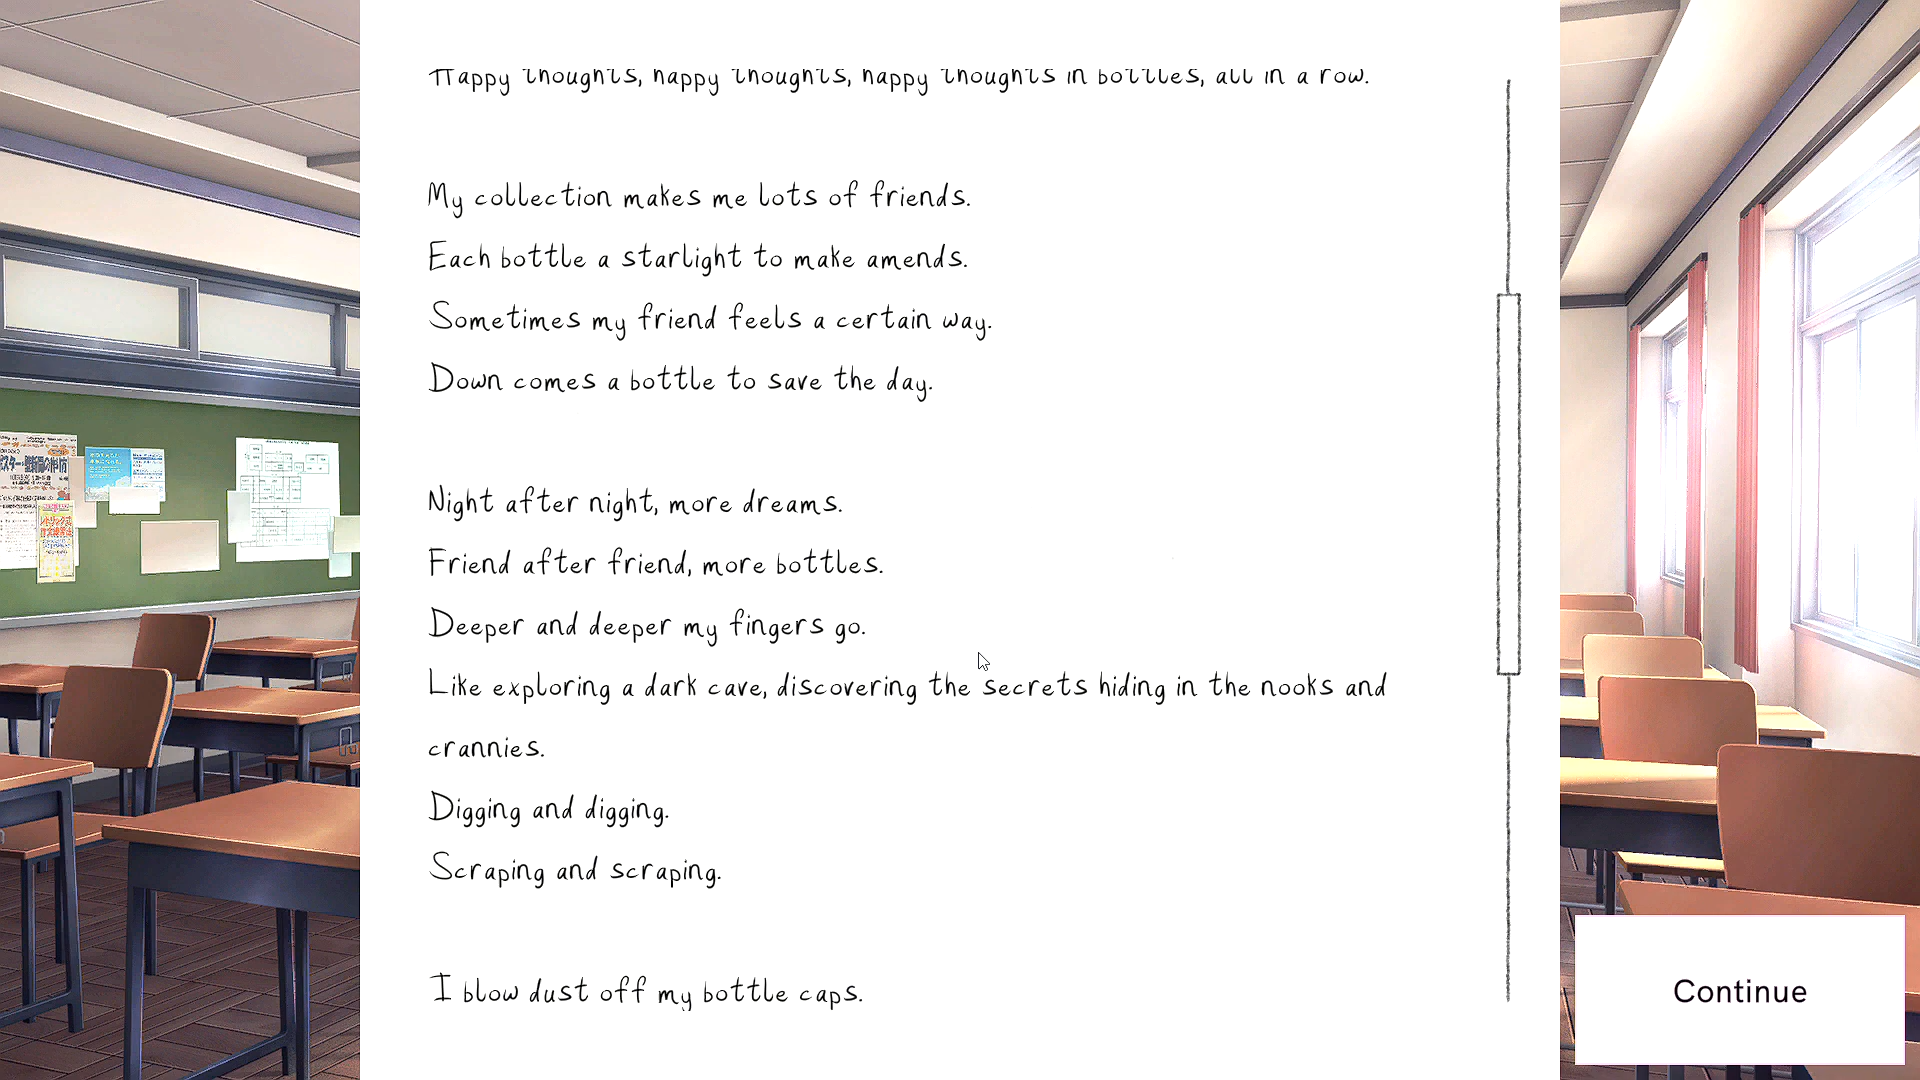 Happy thoughts, happy thoughts, happy thoughts in bottles, all in a row.
My collection makes me lots of friends.
Each bottle a starlight to make amends.
Sometimes my friend feels a certain way.
Down comes a bottle to save the day.
Night after night, more dreams.
Friend after friend, more bottles.
Deeper and deeper my fingers go.
Like exploring a dark cave, discovering the secrets hiding in the nooks and
crannies.
Digging and digging.
Scraping and scraping.
I blow dust off my bottle caps.
Continue